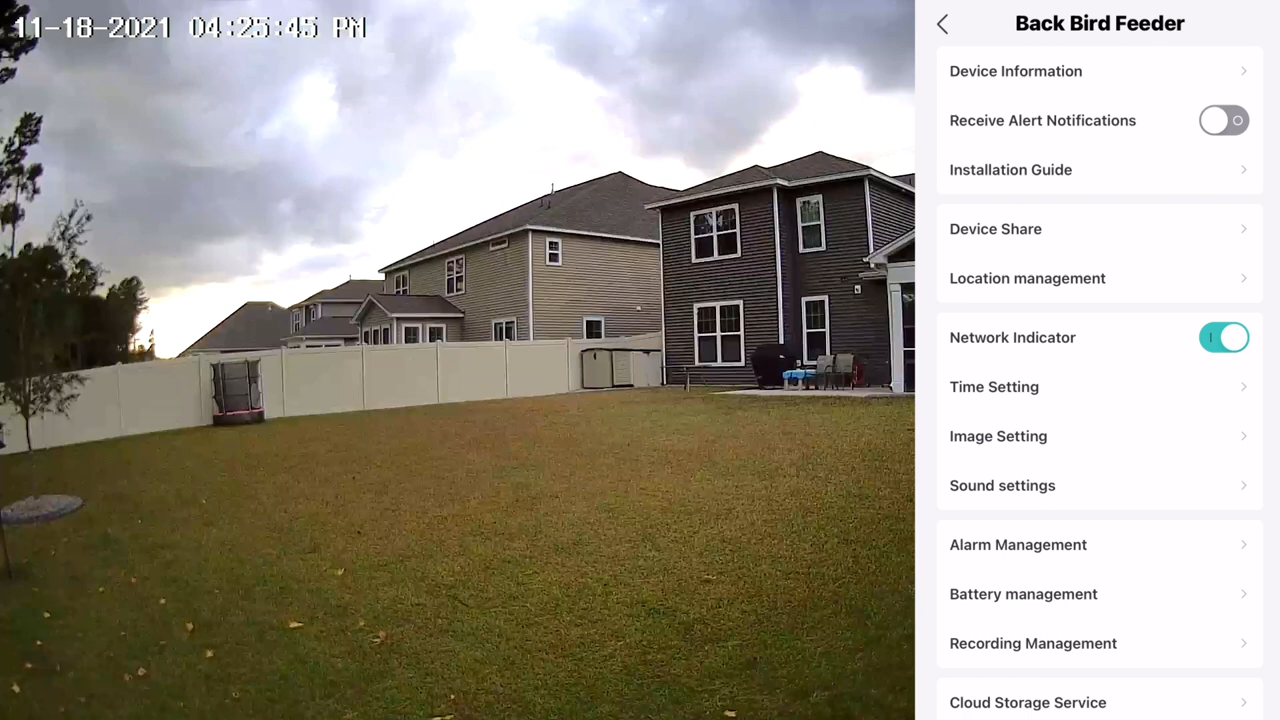 11-18-2021 04:25:45 PM
Back Bird Feeder
Device Information
Receive Alert Notifications
Installation Guide
Device Share
Location management
Network Indicator
Time Setting
Image Setting
Sound settings
Alarm Management
Battery management
Recording Management
Cloud Storage Service